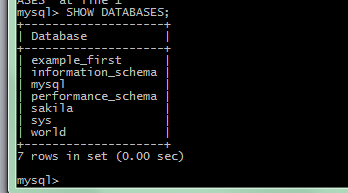 ASES' at line 1
mysql> SHOW DATABASES;
+--------------------+
| Database           |
+--------------------+
| example_first      |
| information_schema |
| mysql              |
| performance_schema |
| sakila             |
| sys                |
| world              |
+--------------------+
7 rows in set (0.00 sec)
mysql>